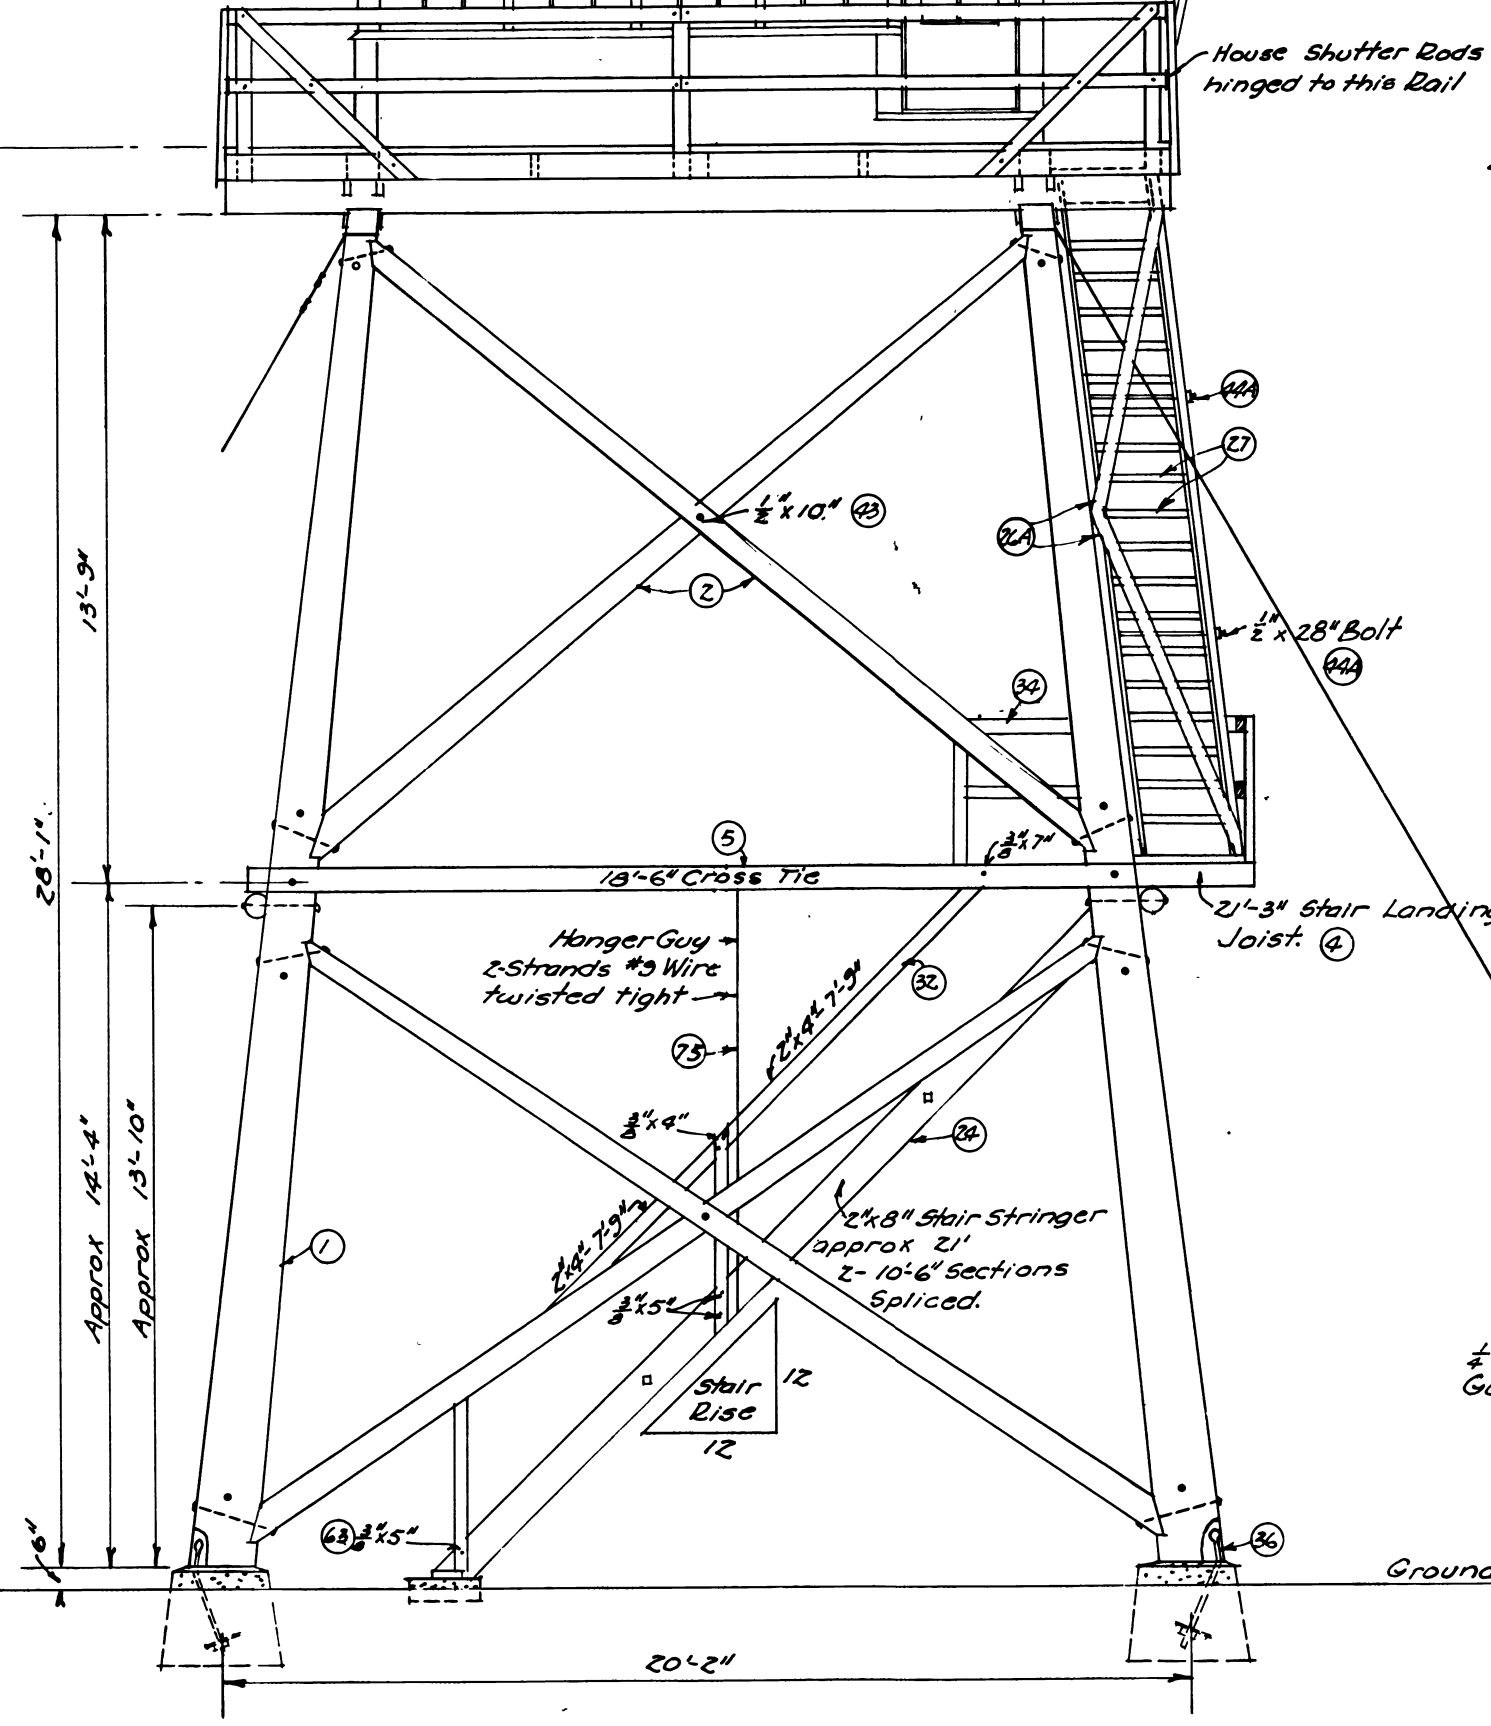 House Shutter Rods
hinged to this Rail
44A
27
1/2" x 10" 43
26A
2
13'-9"
1/2" x 28" Bolt
44A
34
28'-1"
5
3/8" x 7"
18'-6" Cross Tie
21'-3" Stair Landing
Joist. 4
Hanger Guy
2-Strands #9 Wire
twisted tight
32
2" x 4"-7'-9"
75
3/8" x 4"
24
Approx 14'-4"
Approx 13'-10"
1
2" x 4"-7'-9"
2" x 8" Stair Stringer
approx 21'
2-10'-6" Sections
Spliced.
3/8" x 5"
Stair
Rise
12
12
1/4
63 3/8" x 5"
36
6"
Ground
20'-2"